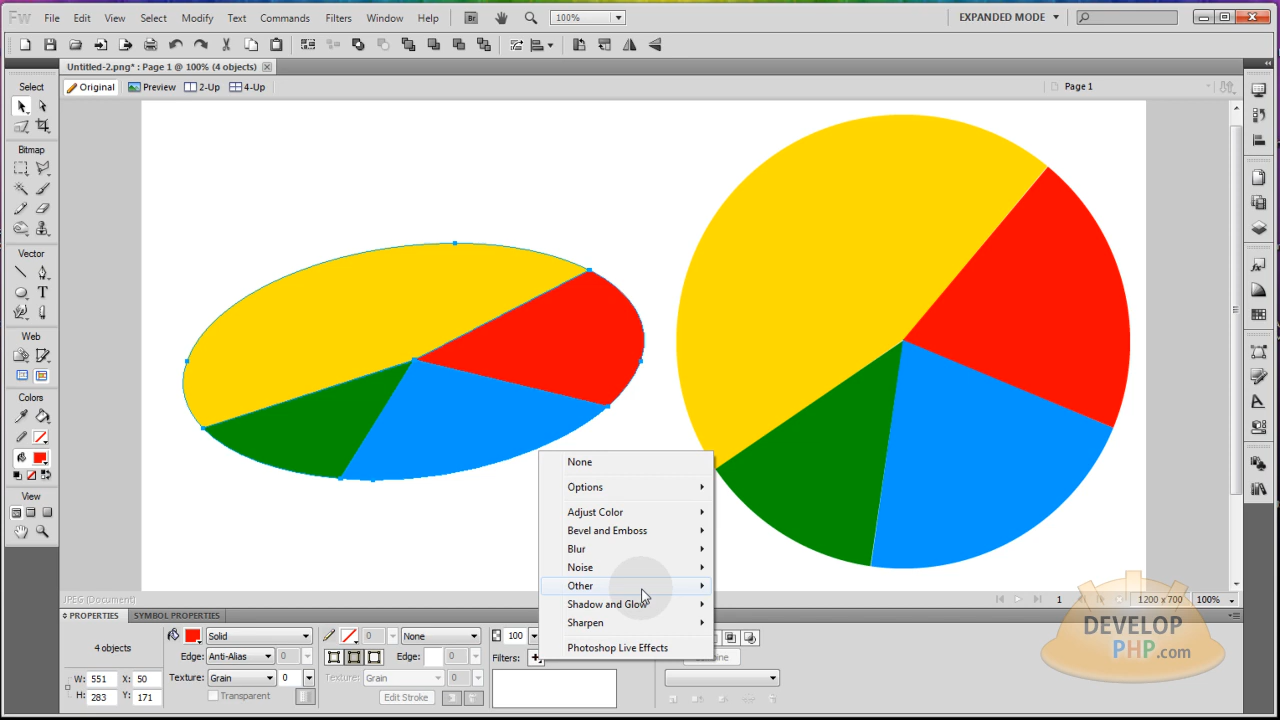 Fw File Edit View Select Modify Text Commands Filters Window Help Br 100% EXPANDED MODE
Untitled-2.png* : Page 1 @ 100% (4 objects)
Original Preview 2-Up 4-Up Page 1
Select
Bitmap
Vector
T
Web
Colors
View
None
Options
Adjust Color
Bevel and Emboss
Blur
Noise
Other
Shadow and Glow
Sharpen
Photoshop Live Effects
JPEG (Document) 1 1200 x 700 100%
PROPERTIES SYMBOL PROPERTIES
4 objects Solid 0 None 100
Edge: Anti-Alias 0 Edge: 0 Filters: Combine
W: 551 X: 50 Texture: Grain 0 Texture: Grain 0
H: 283 Y: 171 Transparent Edit Stroke
DEVELOP
PHP.com